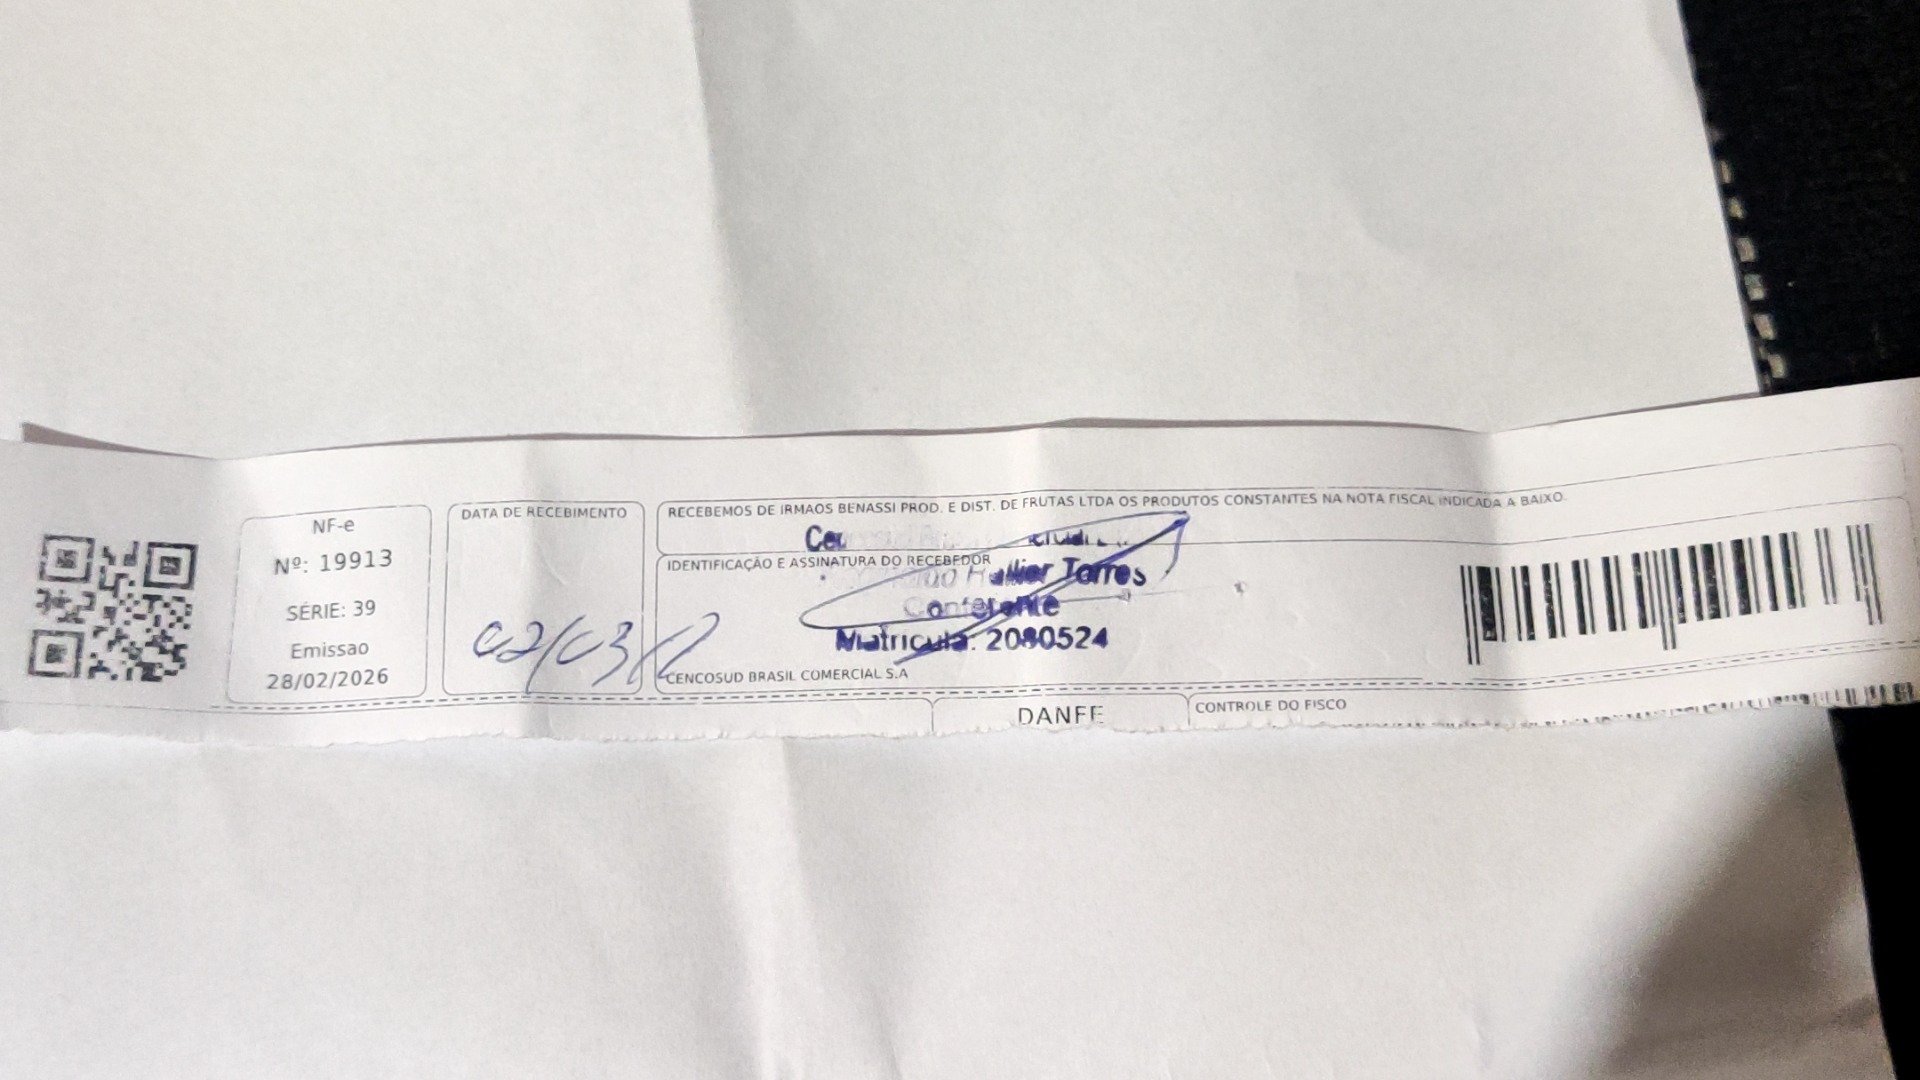 NF-e
Nº: 19913
SÉRIE: 39
Emissao
28/02/2026
DATA DE RECEBIMENTO
02/03/
RECEBEMOS DE IRMAOS BENASSI PROD. E DIST. DE FRUTAS LTDA OS PRODUTOS CONSTANTES NA NOTA FISCAL INDICADA A BAIXO.
IDENTIFICAÇÃO E ASSINATURA DO RECEBEDOR
Torres
Conferente
Matricula: 2080524
CENCOSUD BRASIL COMERCIAL S.A
DANFE
CONTROLE DO FISCO